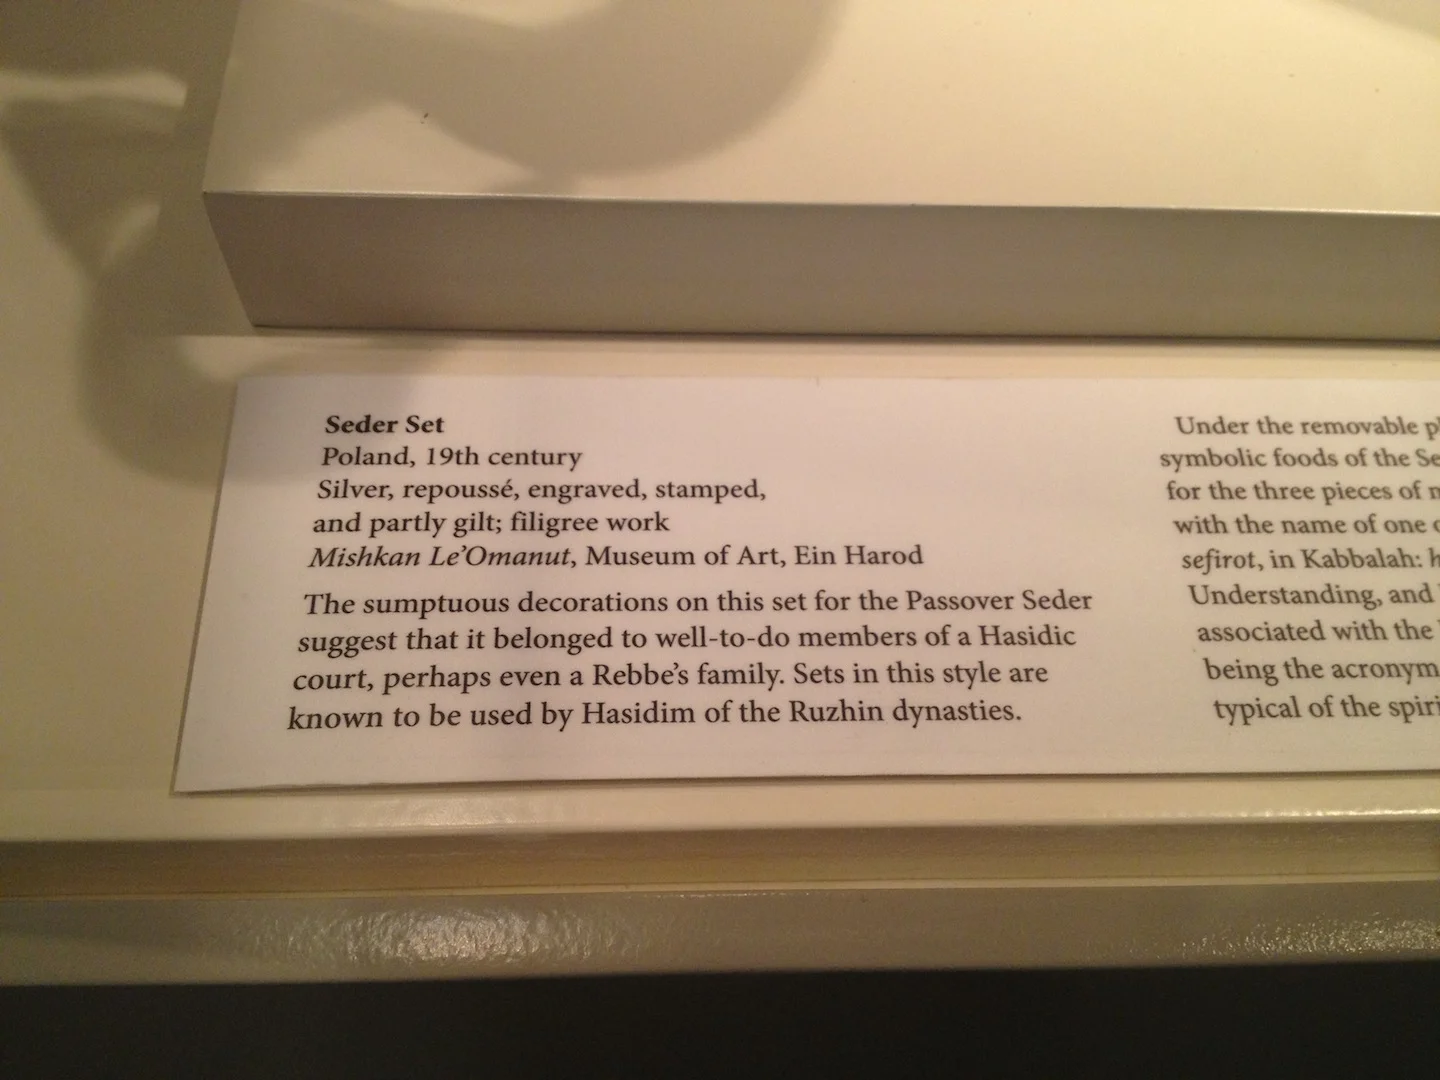 Seder Set
Poland, 19th century
Silver, repoussé, engraved, stamped,
and partly gilt; filigree work
Mishkan Le’Omanut, Museum of Art, Ein Harod
The sumptuous decorations on this set for the Passover Seder
suggest that it belonged to well-to-do members of a Hasidic
court, perhaps even a Rebbe’s family. Sets in this style are
known to be used by Hasidim of the Ruzhin dynasties.
Under the removable
symbolic foods of the
for the three pieces of
with the name of one
sefirot, in Kabbalah:
Understanding, and
associated with the
being the acronym
typical of the